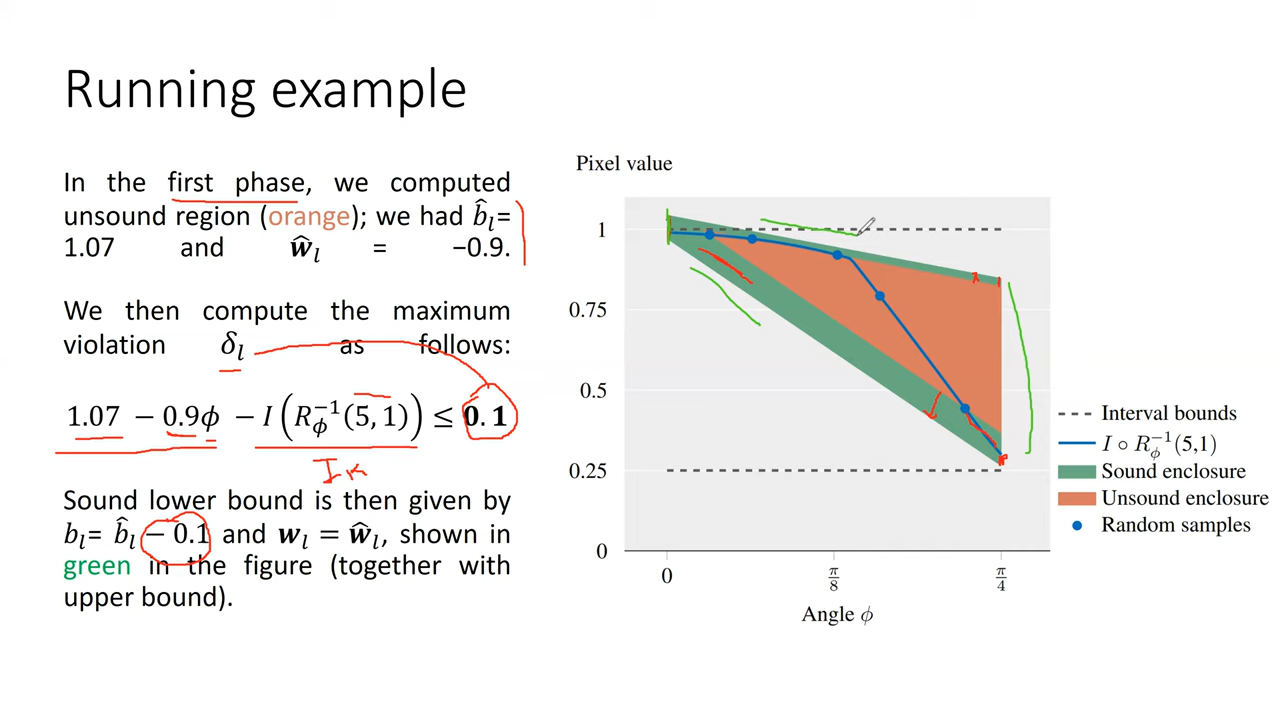 Running example
In the first phase, we computed
unsound region (orange); we had b̂ₗ=
1.07 and ŵₗ = −0.9.
We then compute the maximum
violation δₗ as follows:
1.07 − 0.9ϕ − I(R_ϕ^{−1}(5, 1)) ≤ 0.1
Sound lower bound is then given by
bₗ= b̂ₗ − 0.1 and wₗ = ŵₗ, shown in
green in the figure (together with
upper bound).
Pixel value
1
0.75
0.5
0.25
0
0
π/8
π/4
Angle ϕ
Interval bounds
I ∘ R_ϕ^{−1}(5,1)
Sound enclosure
Unsound enclosure
Random samples